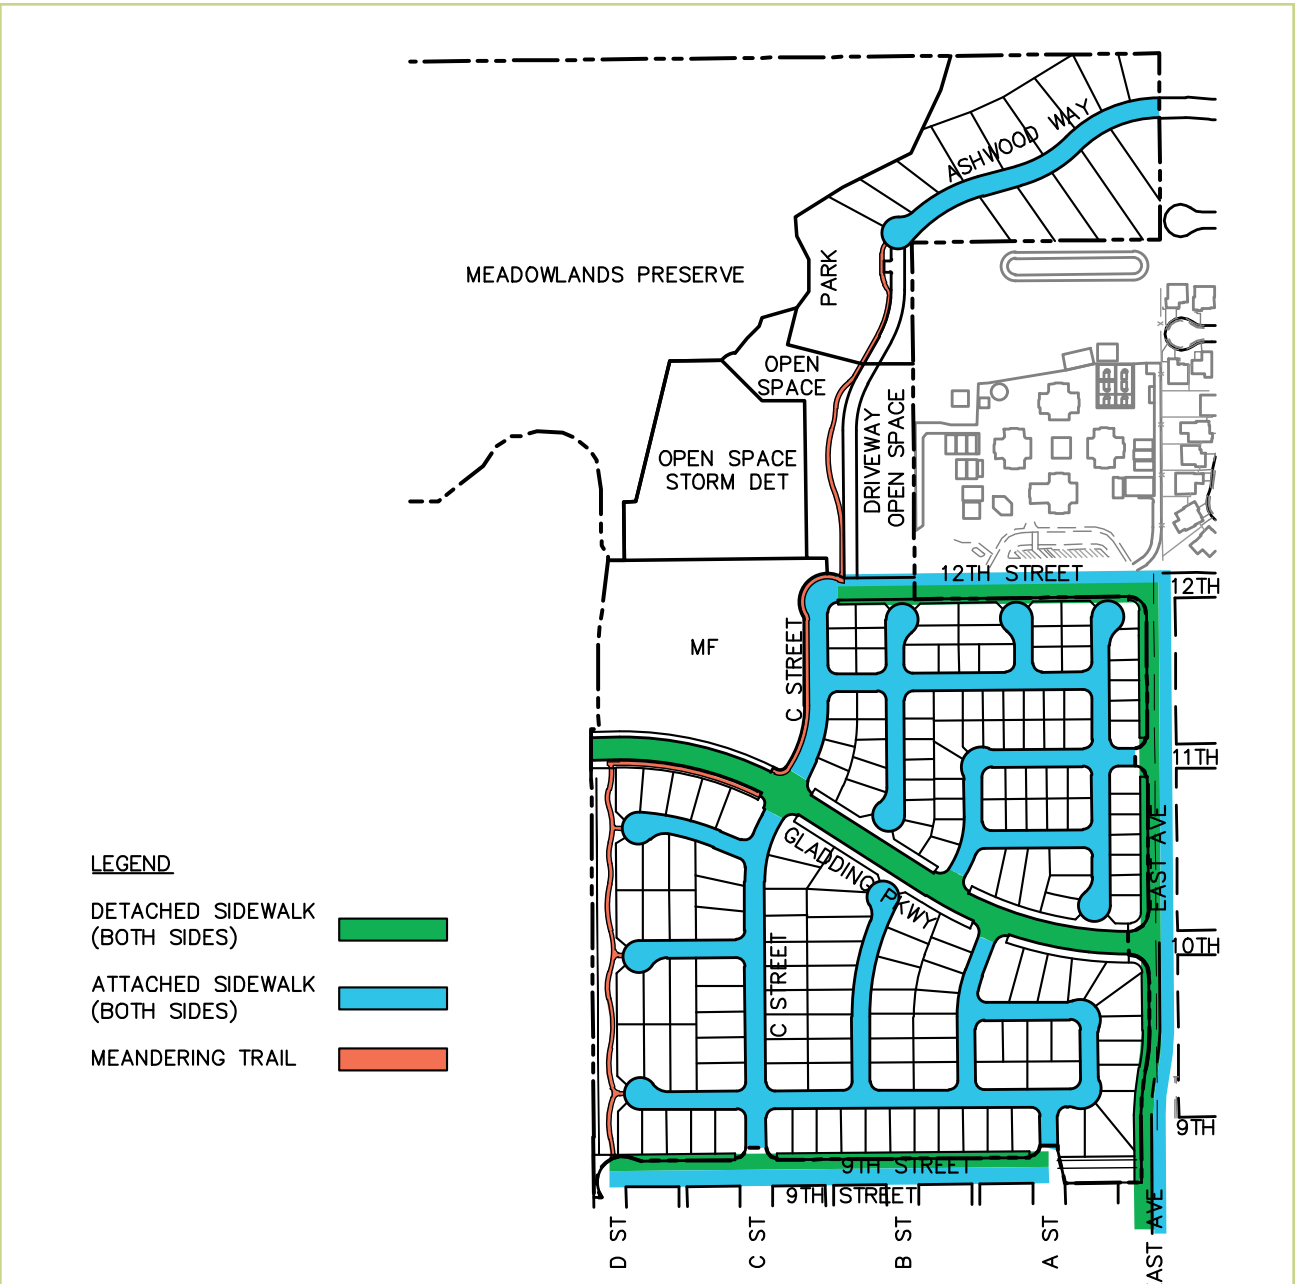 ASHWOOD WAY
MEADOWLANDS PRESERVE
PARK
OPEN
SPACE
DRIVEWAY
OPEN SPACE
OPEN SPACE
STORM DET
12TH STREET
12TH
MF
C STREET
11TH
EAST AVE
GLADDING PKWY
C STREET
10TH
9TH
LEGEND
DETACHED SIDEWALK
(BOTH SIDES)
ATTACHED SIDEWALK
(BOTH SIDES)
MEANDERING TRAIL
9TH STREET
9TH STREET
D ST
C ST
B ST
A ST
AST AVE